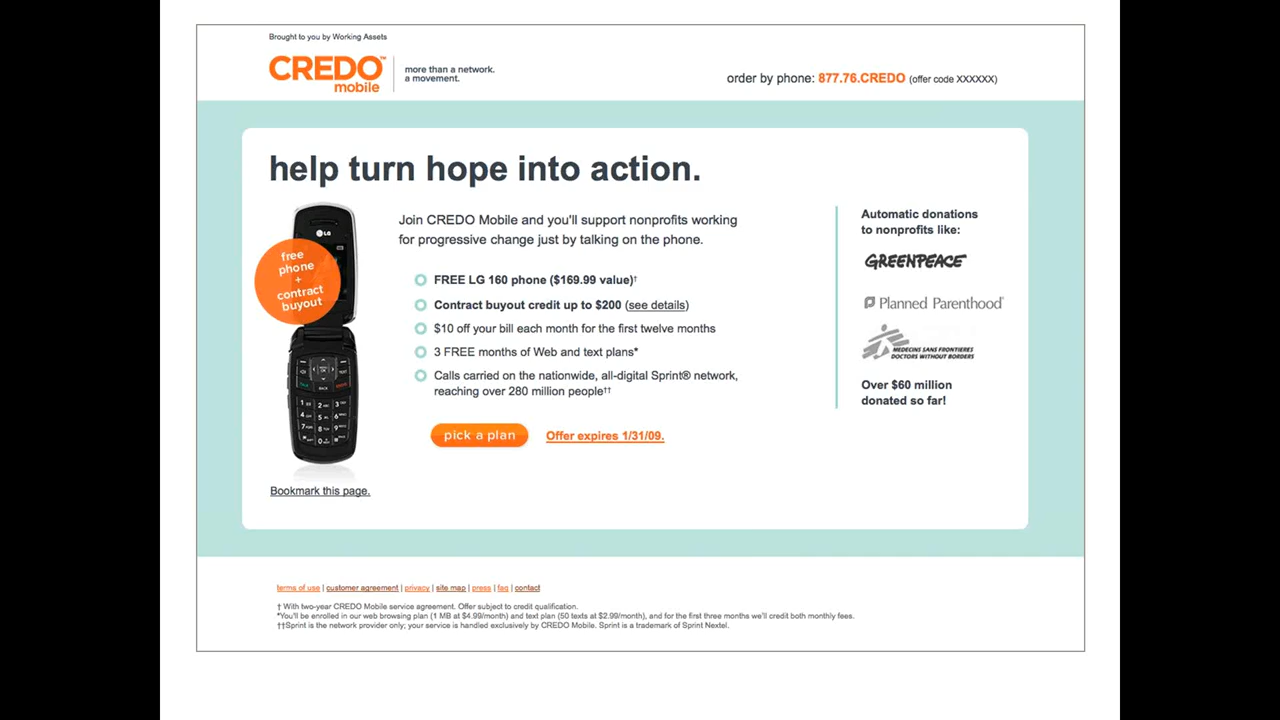 Brought to you by Working Assets
CREDO™
mobile
more than a network.
a movement.
order by phone: 877.76.CREDO (offer code XXXXXX)
help turn hope into action.
LG
free
phone
+
contract
buyout
Join CREDO Mobile and you'll support nonprofits working
for progressive change just by talking on the phone.
FREE LG 160 phone ($169.99 value)†
Contract buyout credit up to $200 (see details)
$10 off your bill each month for the first twelve months
3 FREE months of Web and text plans*
Calls carried on the nationwide, all-digital Sprint® network,
reaching over 280 million people††
pick a plan
Offer expires 1/31/09.
Bookmark this page.
Automatic donations
to nonprofits like:
GREENPEACE
Planned Parenthood®
MEDECINS SANS FRONTIERES
DOCTORS WITHOUT BORDERS
Over $60 million
donated so far!
terms of use | customer agreement | privacy | site map | press | faq | contact
† With two-year CREDO Mobile service agreement. Offer subject to credit qualification.
*You'll be enrolled in our web browsing plan (1 MB at $4.99/month) and text plan (50 texts at $2.99/month), and for the first three months we'll credit both monthly fees.
††Sprint is the network provider only; your service is handled exclusively by CREDO Mobile. Sprint is a trademark of Sprint Nextel.